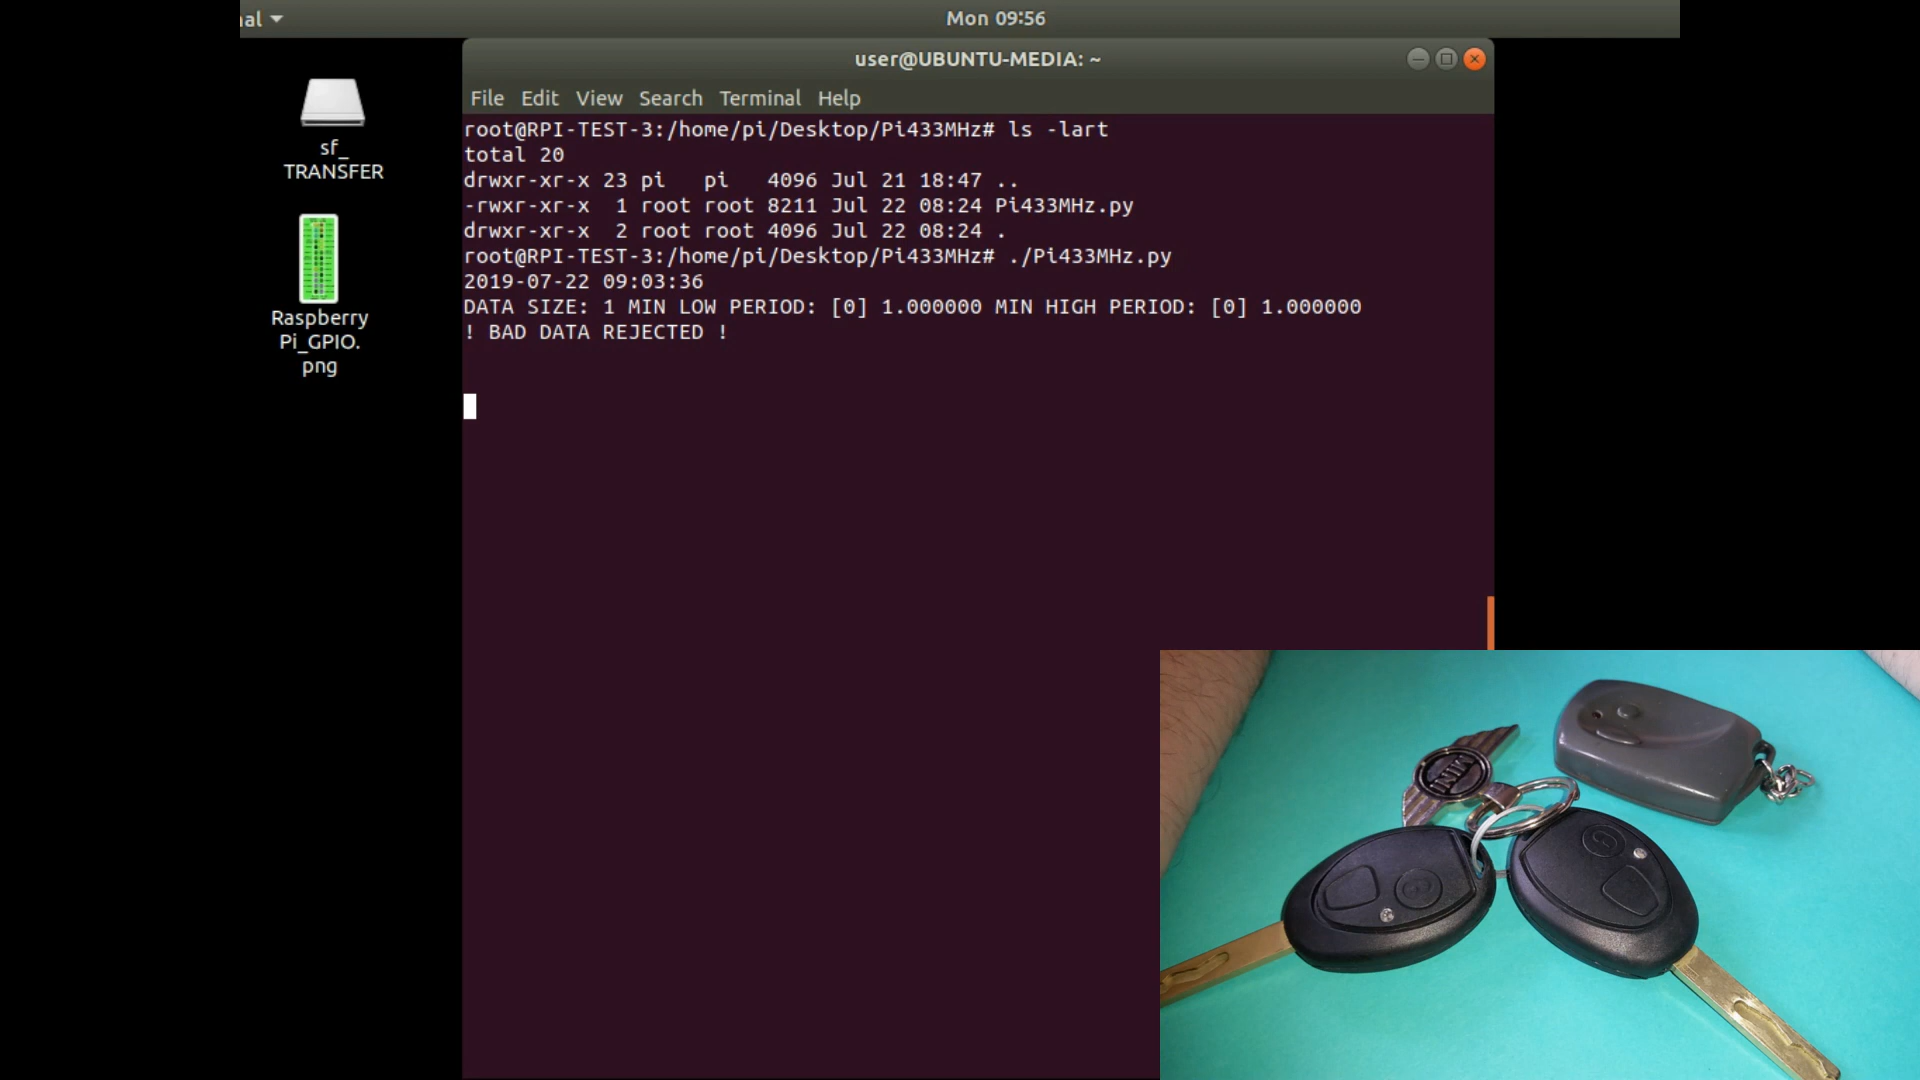 al
Mon 09:56
user@UBUNTU-MEDIA: ~
File Edit View Search Terminal Help
sf_
TRANSFER
Raspberry
Pi_GPIO.
png
root@RPI-TEST-3:/home/pi/Desktop/Pi433MHz# ls -lart
total 20
drwxr-xr-x 23 pi   pi   4096 Jul 21 18:47 ..
-rwxr-xr-x  1 root root 8211 Jul 22 08:24 Pi433MHz.py
drwxr-xr-x  2 root root 4096 Jul 22 08:24 .
root@RPI-TEST-3:/home/pi/Desktop/Pi433MHz# ./Pi433MHz.py
2019-07-22 09:03:36
DATA SIZE: 1 MIN LOW PERIOD: [0] 1.000000 MIN HIGH PERIOD: [0] 1.000000
! BAD DATA REJECTED !
MINI